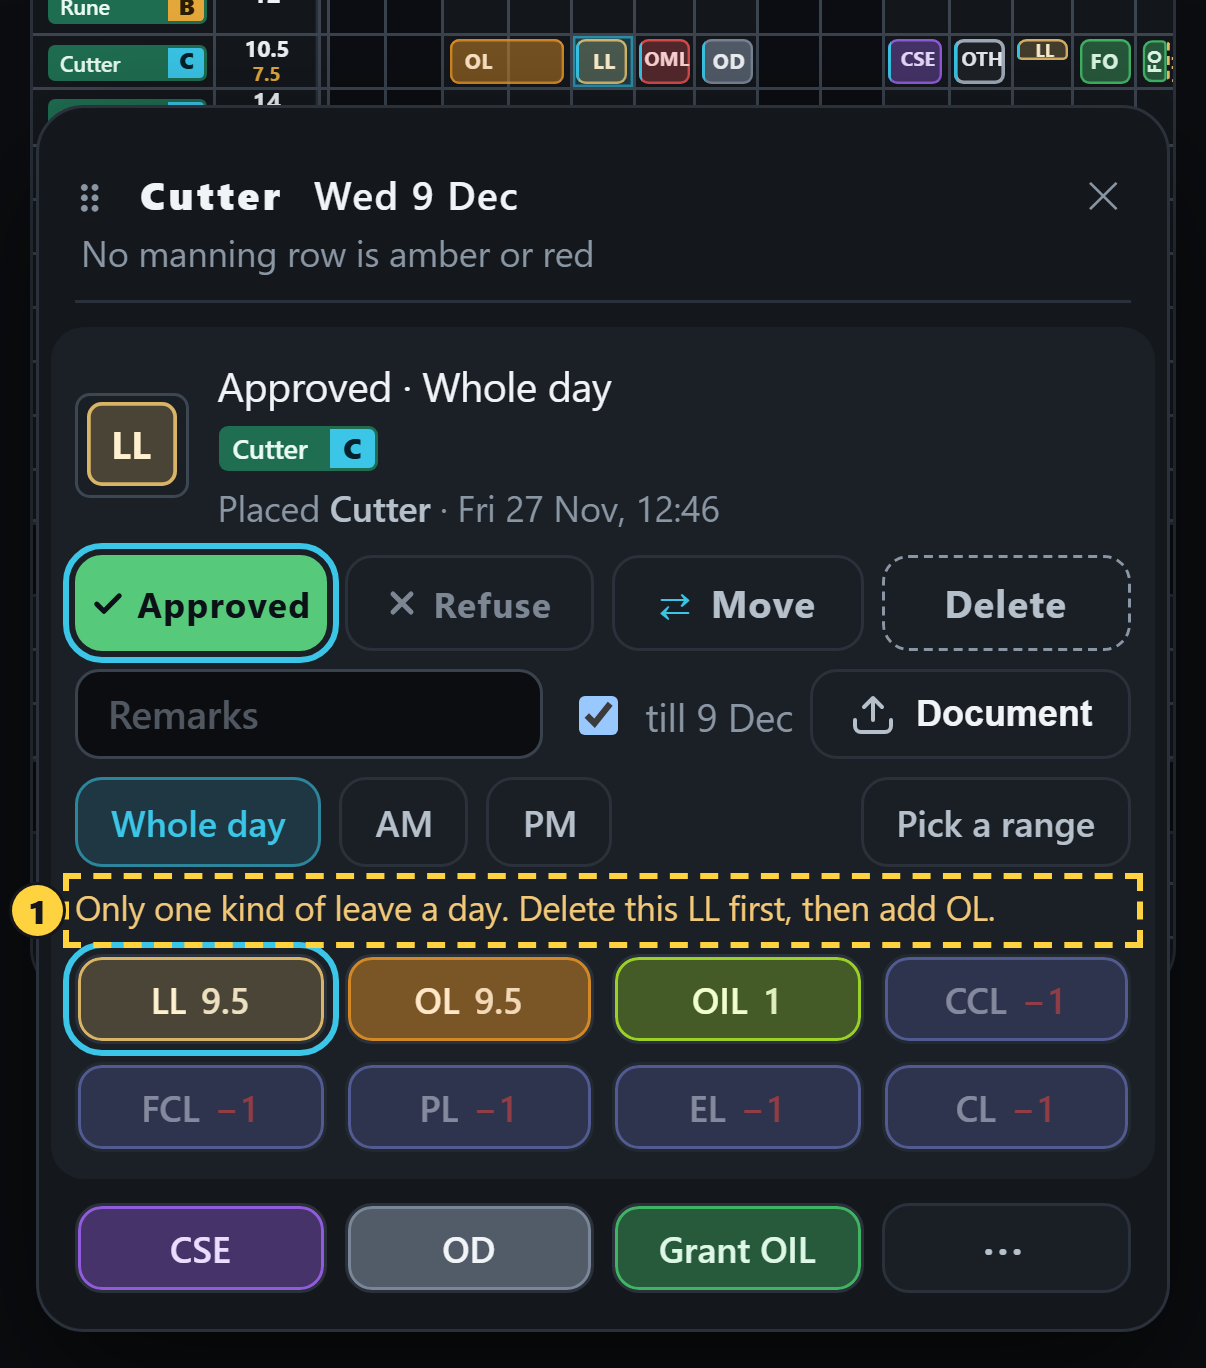 Rune B
Cutter C 10.5 7.5 OL LL OML OD CSE OTH LL FO FO
14
Cutter Wed 9 Dec
No manning row is amber or red
LL
Approved · Whole day
Cutter C
Placed Cutter · Fri 27 Nov, 12:46
Approved Refuse Move Delete
Remarks till 9 Dec Document
Whole day AM PM Pick a range
1 Only one kind of leave a day. Delete this LL first, then add OL.
LL 9.5 OL 9.5 OIL 1 CCL −1
FCL −1 PL −1 EL −1 CL −1
CSE OD Grant OIL ...